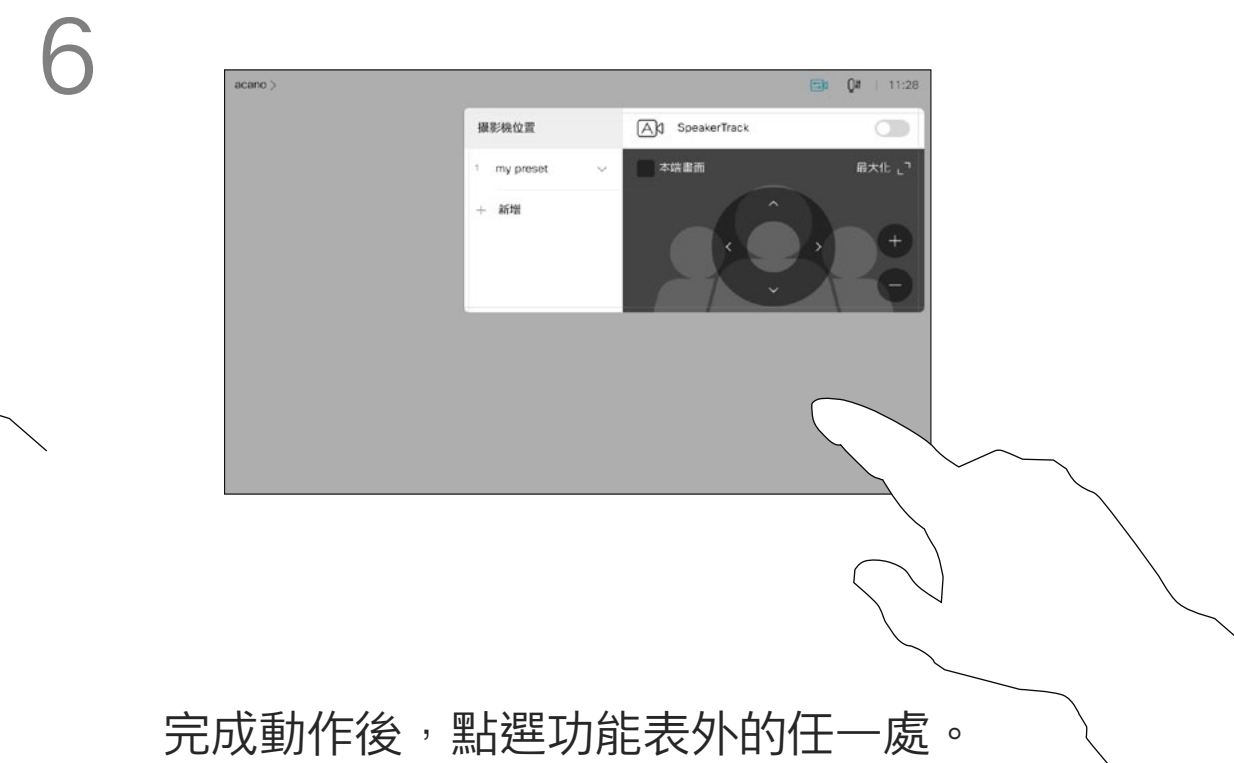 6
acano >
11:28
攝影機位置
SpeakerTrack
1 my preset
本端畫面
最大化
+ 新增
完成動作後，點選功能表外的任一處。